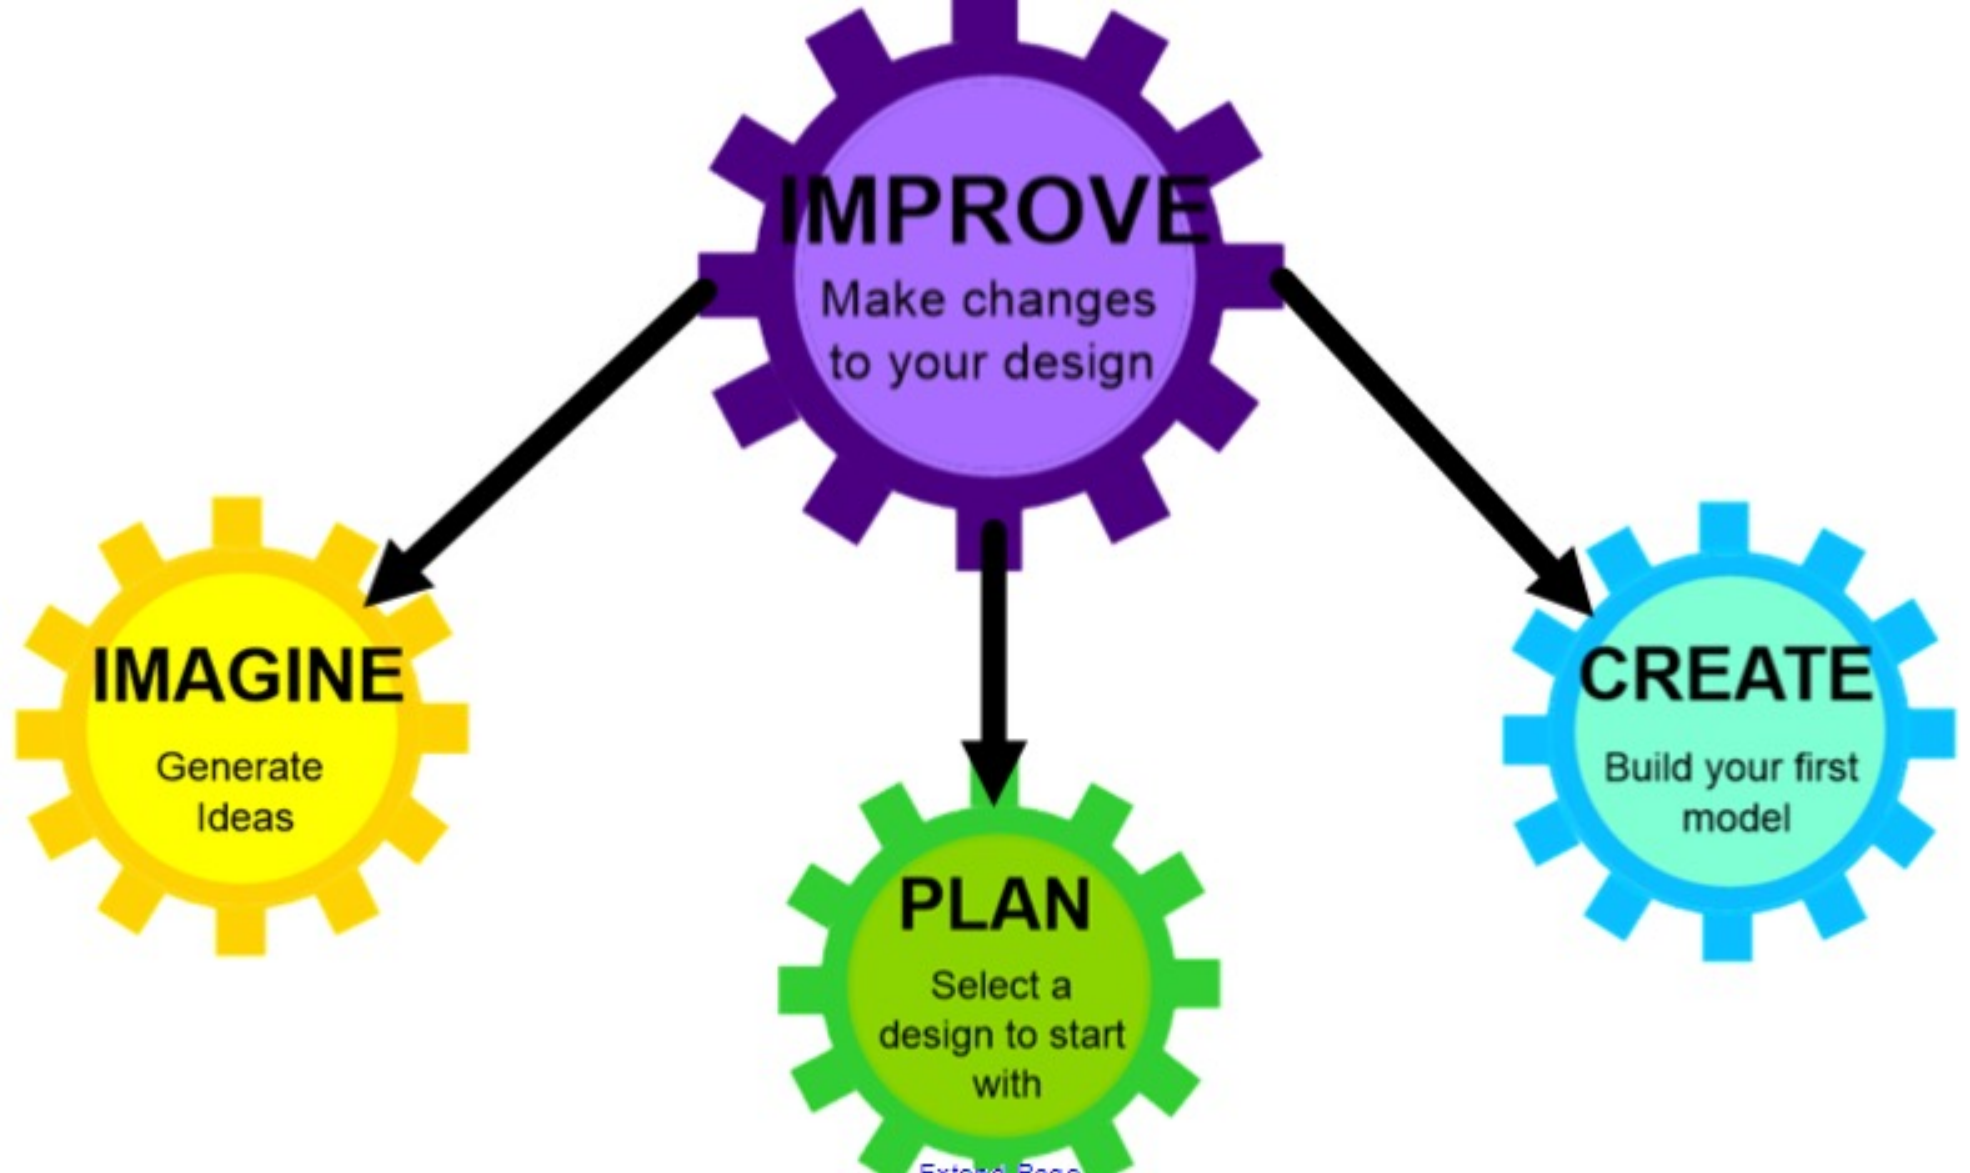 IMPROVE
Make changes
to your design
IMAGINE
Generate
Ideas
CREATE
Build your first
model
PLAN
Select a
design to start
with